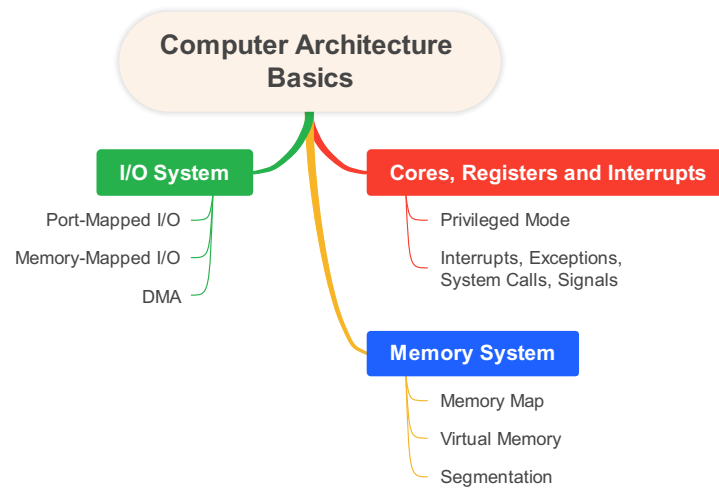 Computer Architecture
Basics
I/O System
Port-Mapped I/O
Memory-Mapped I/O
DMA
Cores, Registers and Interrupts
Privileged Mode
Interrupts, Exceptions,
System Calls, Signals
Memory System
Memory Map
Virtual Memory
Segmentation